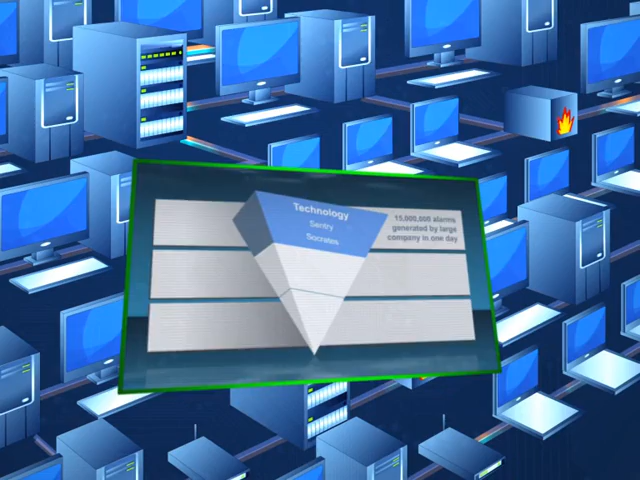 Technology
Sentry
Socrates
15,000,000 alarms
generated by large
company in one day